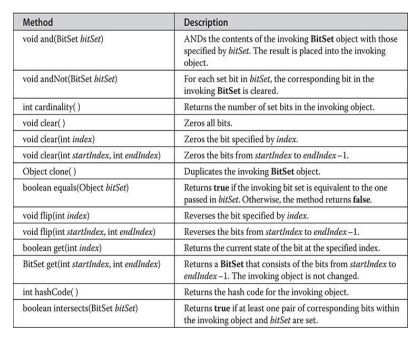 Method Description
void and(BitSet bitSet) ANDs the contents of the invoking BitSet object with those
specified by bitSet. The result is placed into the invoking
object.
void andNot(BitSet bitSet) For each set bit in bitSet, the corresponding bit in the
invoking BitSet is cleared.
int cardinality( ) Returns the number of set bits in the invoking object.
void clear( ) Zeros all bits.
void clear(int index) Zeros the bit specified by index.
void clear(int startIndex, int endIndex) Zeros the bits from startIndex to endIndex–1.
Object clone( ) Duplicates the invoking BitSet object.
boolean equals(Object bitSet) Returns true if the invoking bit set is equivalent to the one
passed in bitSet. Otherwise, the method returns false.
void flip(int index) Reverses the bit specified by index.
void flip(int startIndex, int endIndex) Reverses the bits from startIndex to endIndex–1.
boolean get(int index) Returns the current state of the bit at the specified index.
BitSet get(int startIndex, int endIndex) Returns a BitSet that consists of the bits from startIndex to
endIndex–1. The invoking object is not changed.
int hashCode( ) Returns the hash code for the invoking object.
boolean intersects(BitSet bitSet) Returns true if at least one pair of corresponding bits within
the invoking object and bitSet are set.